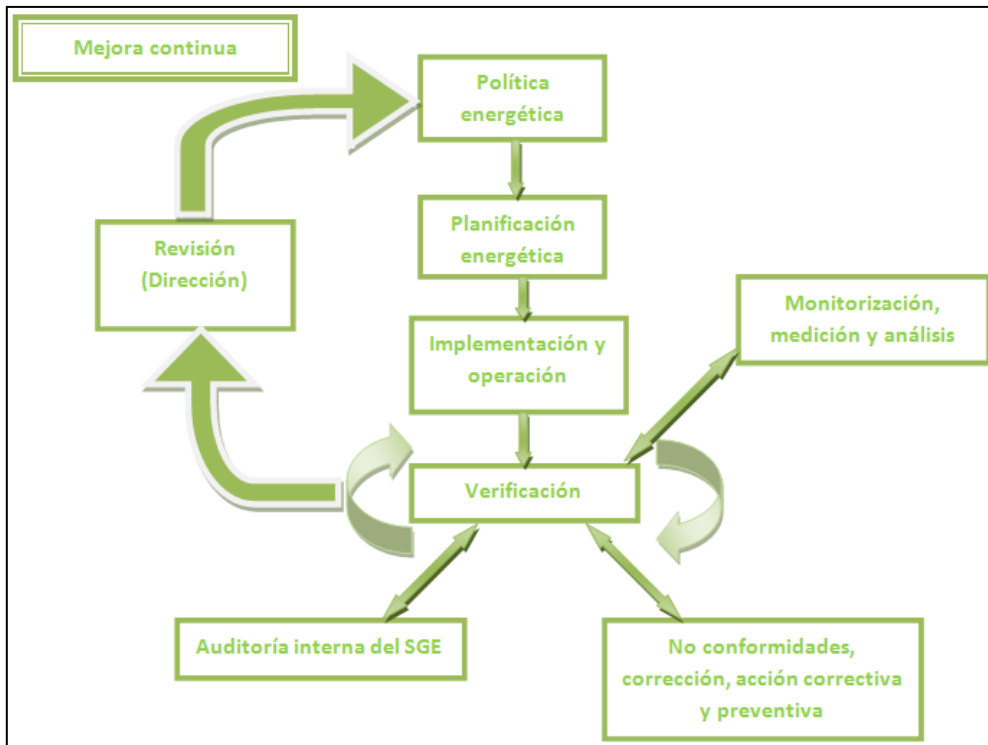 Mejora continua
Política
energética
Planificación
energética
Revisión
(Dirección)
Implementación y
operación
Monitorización,
medición y análisis
Verificación
Auditoría interna del SGE
No conformidades,
corrección, acción correctiva
y preventiva